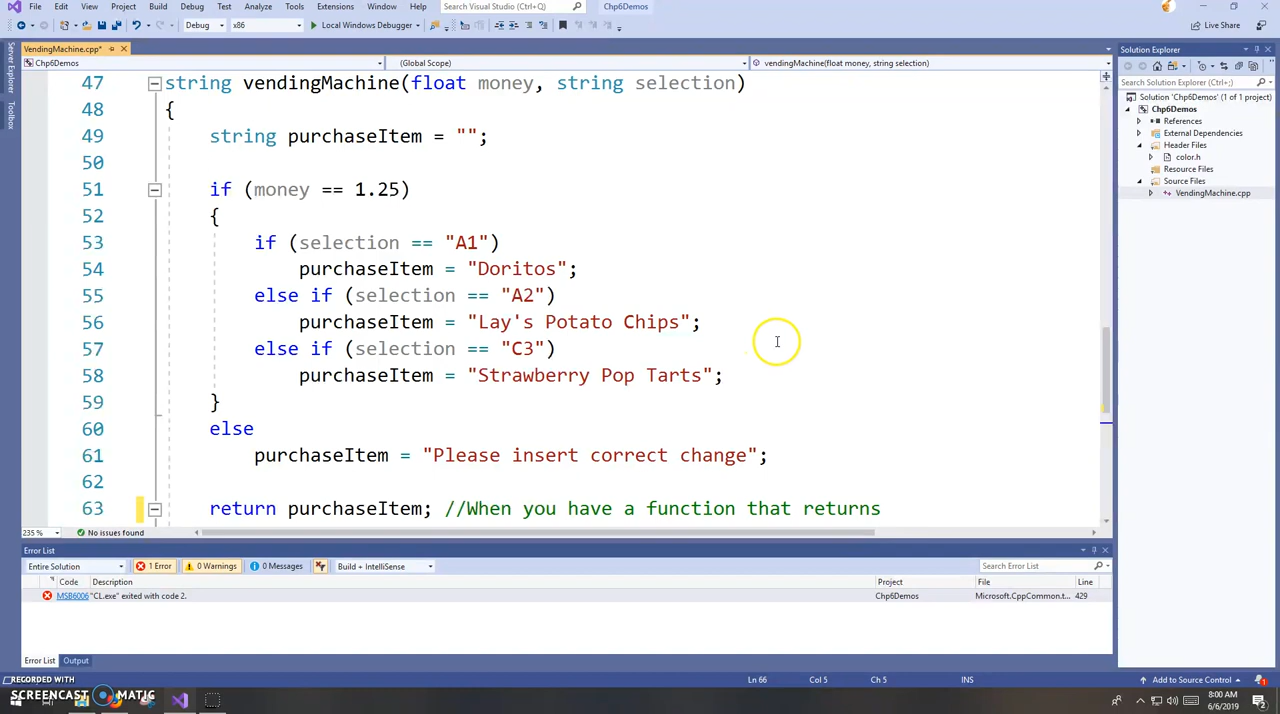 File Edit View Project Build Debug Test Analyze Tools Extensions Window Help Search Visual Studio (Ctrl+Q) Chp6Demos
Debug x86 Local Windows Debugger Live Share
VendingMachine.cpp*
Chp6Demos (Global Scope) vendingMachine(float money, string selection)
Server Explorer
Toolbox
47 string vendingMachine(float money, string selection)
48 {
49 string purchaseItem = "";
50
51 if (money == 1.25)
52 {
53 if (selection == "A1")
54 purchaseItem = "Doritos";
55 else if (selection == "A2")
56 purchaseItem = "Lay's Potato Chips";
57 else if (selection == "C3")
58 purchaseItem = "Strawberry Pop Tarts";
59 }
60 else
61 purchaseItem = "Please insert correct change";
62
63 return purchaseItem; //When you have a function that returns
235 % No issues found
Solution Explorer
Search Solution Explorer (Ctrl+;)
Solution 'Chp6Demos' (1 of 1 project)
Chp6Demos
References
External Dependencies
Header Files
color.h
Resource Files
Source Files
VendingMachine.cpp
Error List
Entire Solution 1 Error 0 Warnings 0 Messages Build + IntelliSense Search Error List
Code Description Project File Line
MSB6006 "CL.exe" exited with code 2. Chp6Demos Microsoft.CppCommon.t... 429
Error List Output
Ln 66 Col 5 Ch 5 INS Add to Source Control
RECORDED WITH
SCREENCAST MATIC
8:00 AM
6/6/2019